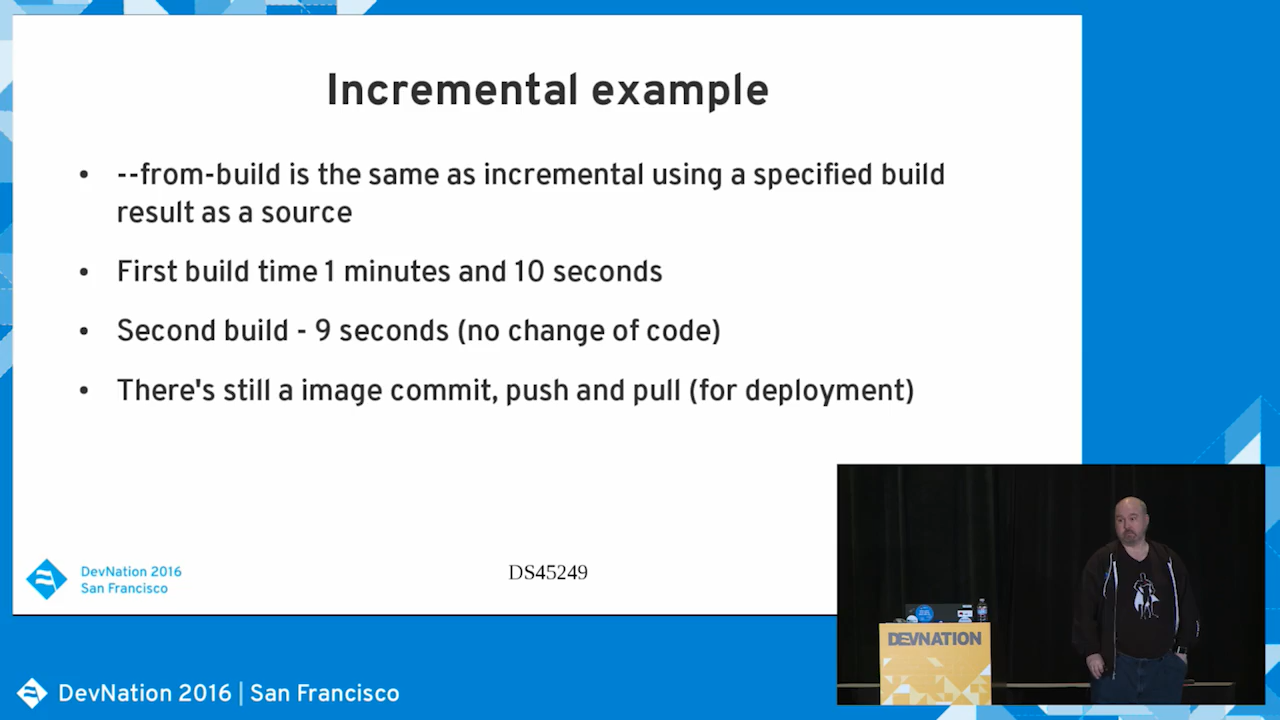 Incremental example
• --from-build is the same as incremental using a specified build
result as a source
• First build time 1 minutes and 10 seconds
• Second build - 9 seconds (no change of code)
• There's still a image commit, push and pull (for deployment)
DevNation 2016
San Francisco
DS45249
DEVNATION
DevNation 2016 | San Francisco